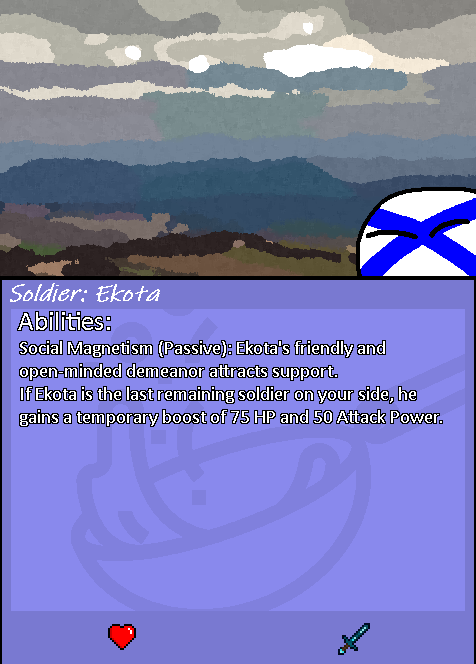 Soldier: Ekota
Abilities:
Social Magnetism (Passive): Ekota's friendly and
open-minded demeanor attracts support.
If Ekota is the last remaining soldier on your side, he
gains a temporary boost of 75 HP and 50 Attack Power.